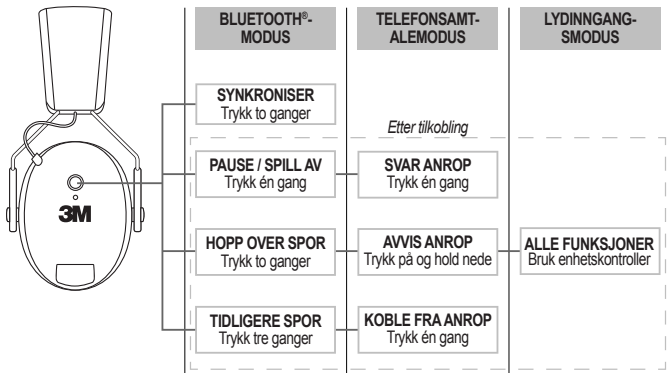 BLUETOOTH®-
MODUS
TELEFONSAMT-
ALEMODUS
LYDINNGANG-
SMODUS
SYNKRONISER
Trykk to ganger
Etter tilkobling
PAUSE / SPILL AV
Trykk én gang
SVAR ANROP
Trykk én gang
3M
HOPP OVER SPOR
Trykk to ganger
AVVIS ANROP
Trykk på og hold nede
ALLE FUNKSJONER
Bruk enhetskontroller
TIDLIGERE SPOR
Trykk tre ganger
KOBLE FRA ANROP
Trykk én gang